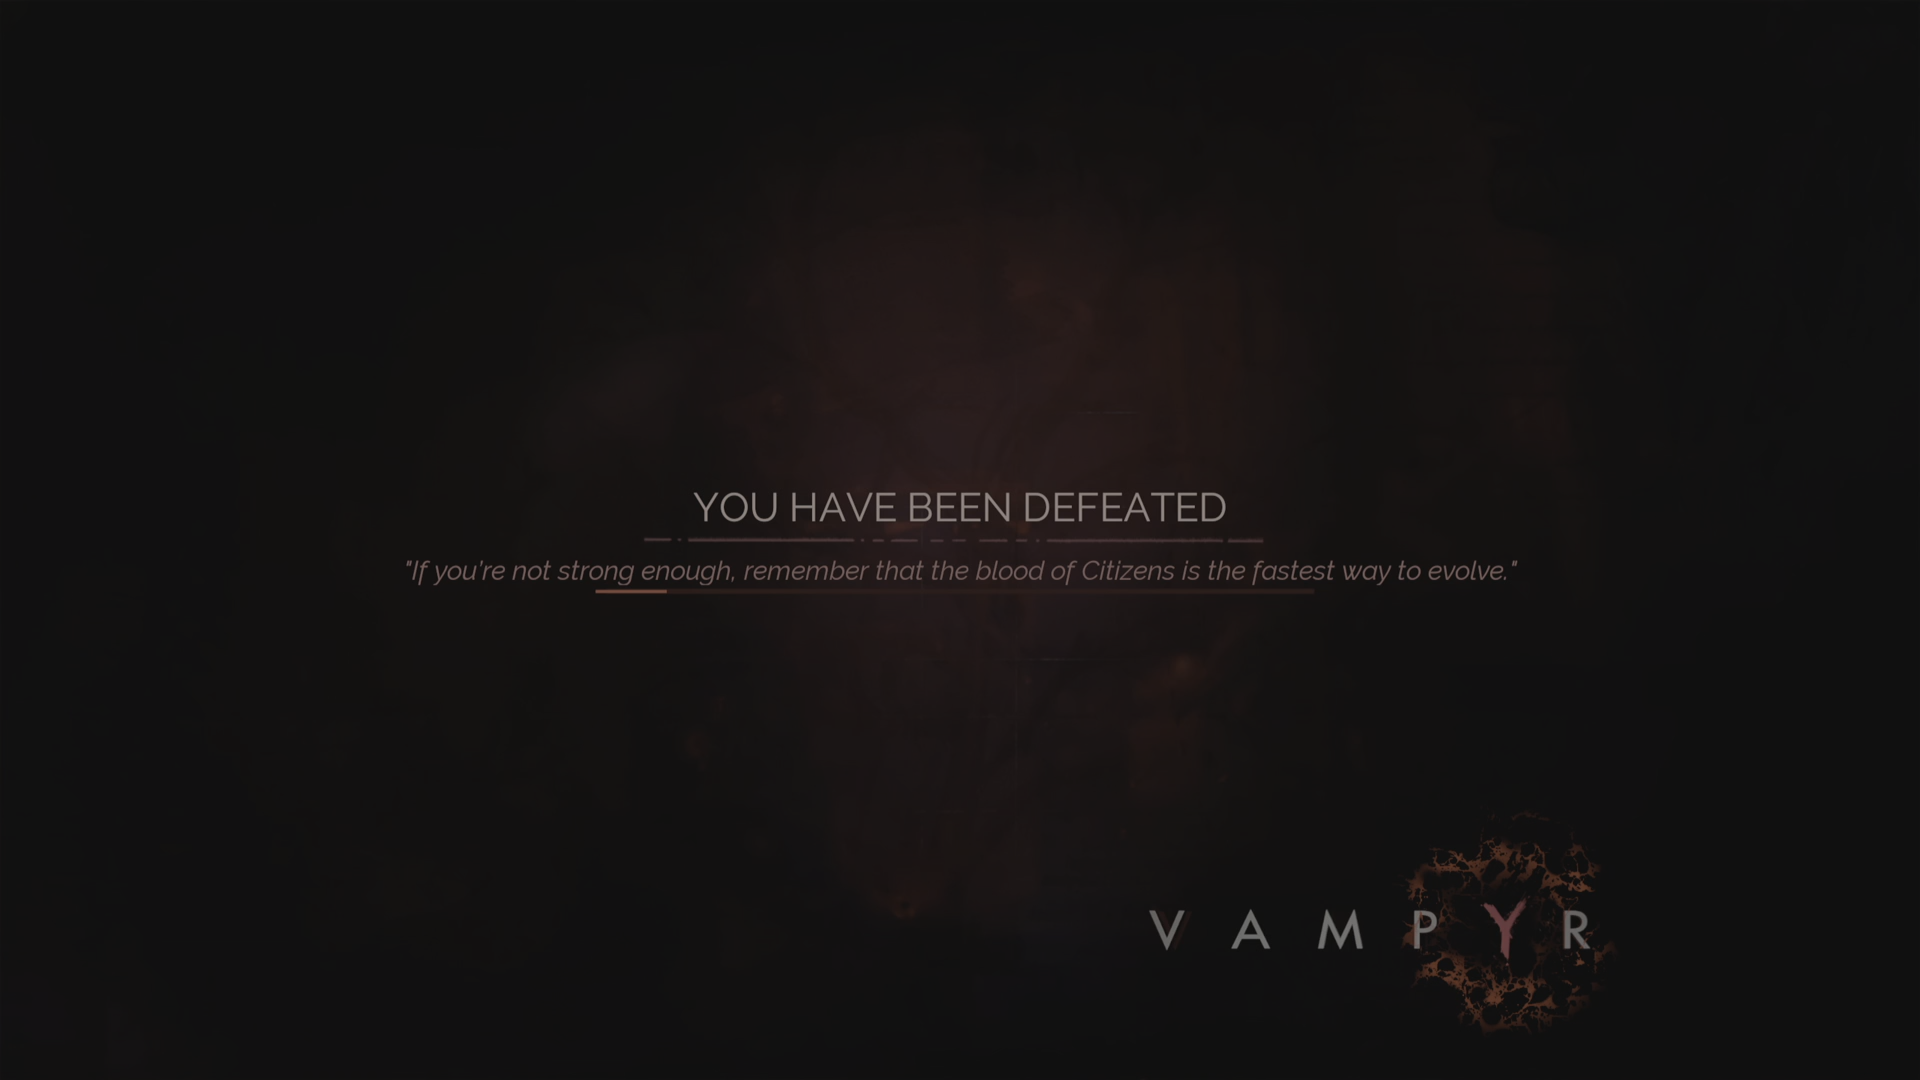 YOU HAVE BEEN DEFEATED
"If you're not strong enough, remember that the blood of Citizens is the fastest way to evolve."
VAMPYR